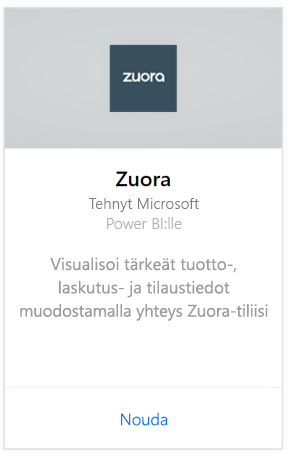 zuora
Zuora
Tehnyt Microsoft
Power BI:lle
Visualisoi tärkeät tuotto-,
laskutus- ja tilaustiedot
muodostamalla yhteys Zuora-tiliisi
Nouda